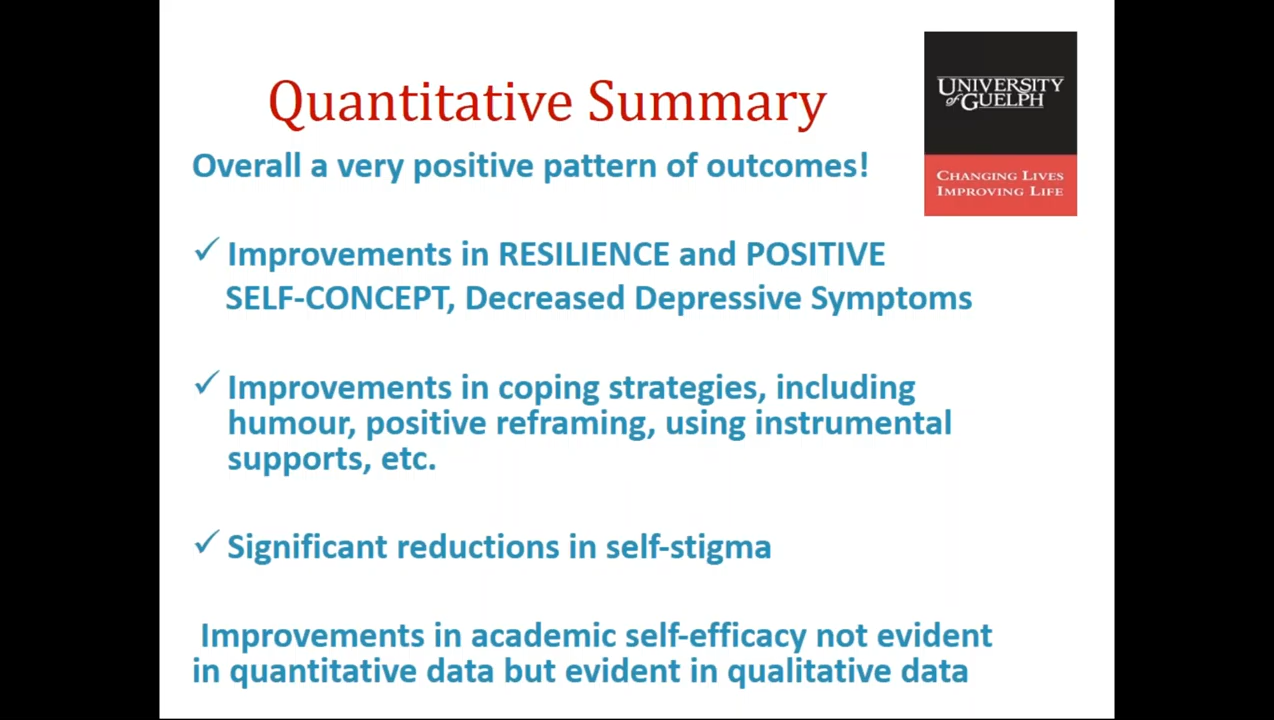 Quantitative Summary
UNIVERSITY
of GUELPH
CHANGING LIVES
IMPROVING LIFE
Overall a very positive pattern of outcomes!
✓ Improvements in RESILIENCE and POSITIVE
SELF-CONCEPT, Decreased Depressive Symptoms
✓ Improvements in coping strategies, including
humour, positive reframing, using instrumental
supports, etc.
✓ Significant reductions in self-stigma
Improvements in academic self-efficacy not evident
in quantitative data but evident in qualitative data